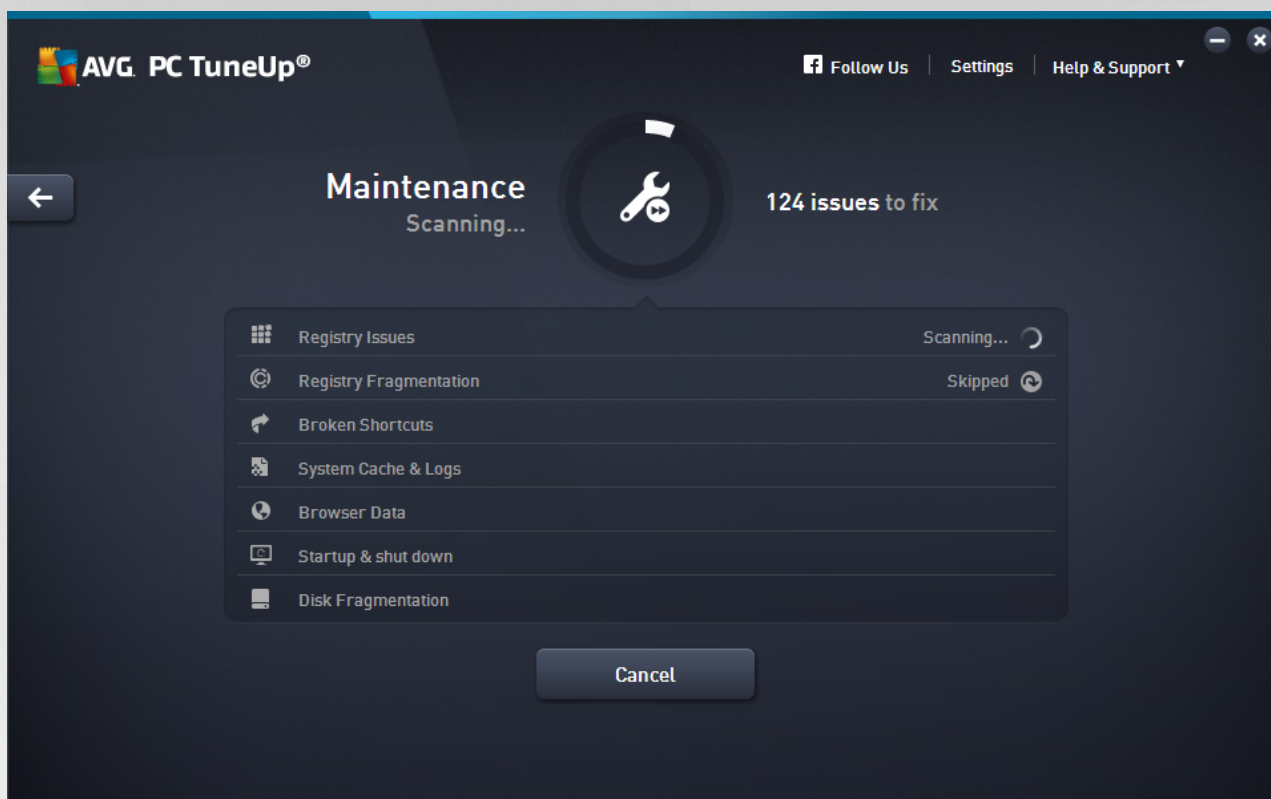 AVG. PC TuneUp®
Follow Us
Settings
Help & Support
Maintenance
Scanning...
124 issues to fix
Registry Issues
Scanning...
Registry Fragmentation
Skipped
Broken Shortcuts
System Cache & Logs
Browser Data
Startup & shut down
Disk Fragmentation
Cancel